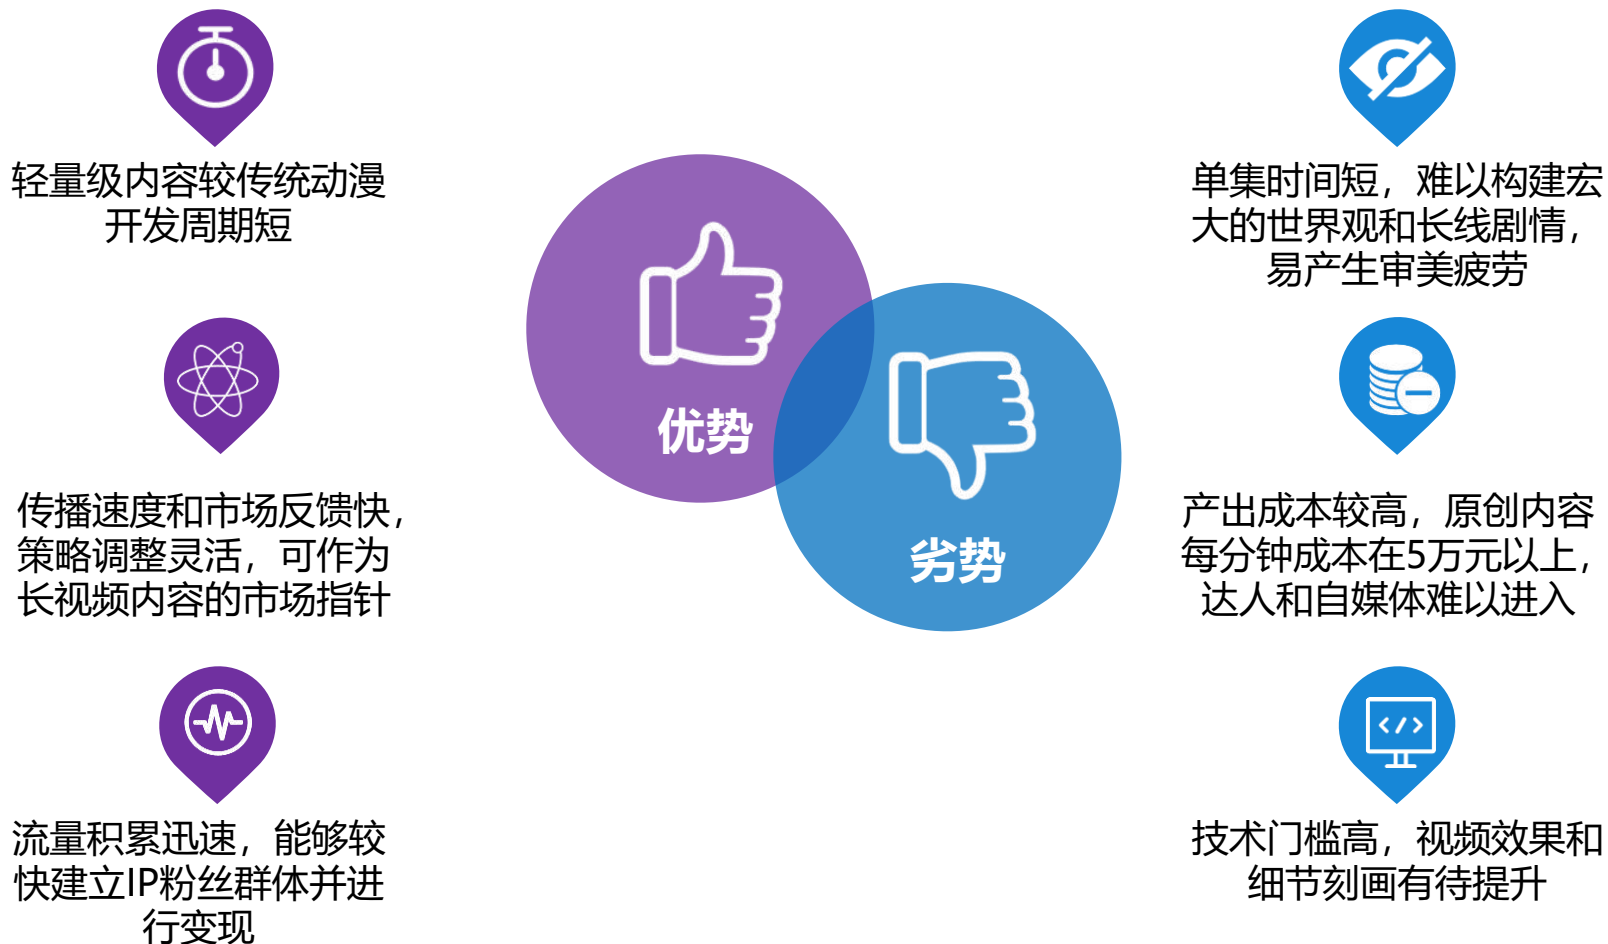 轻量级内容较传统动漫
开发周期短
传播速度和市场反馈快，
策略调整灵活，可作为
长视频内容的市场指针
流量积累迅速，能够较
快建立IP粉丝群体并进
行变现
优势
劣势
单集时间短，难以构建宏
大的世界观和长线剧情，
易产生审美疲劳
产出成本较高，原创内容
每分钟成本在5万元以上，
达人和自媒体难以进入
技术门槛高，视频效果和
细节刻画有待提升